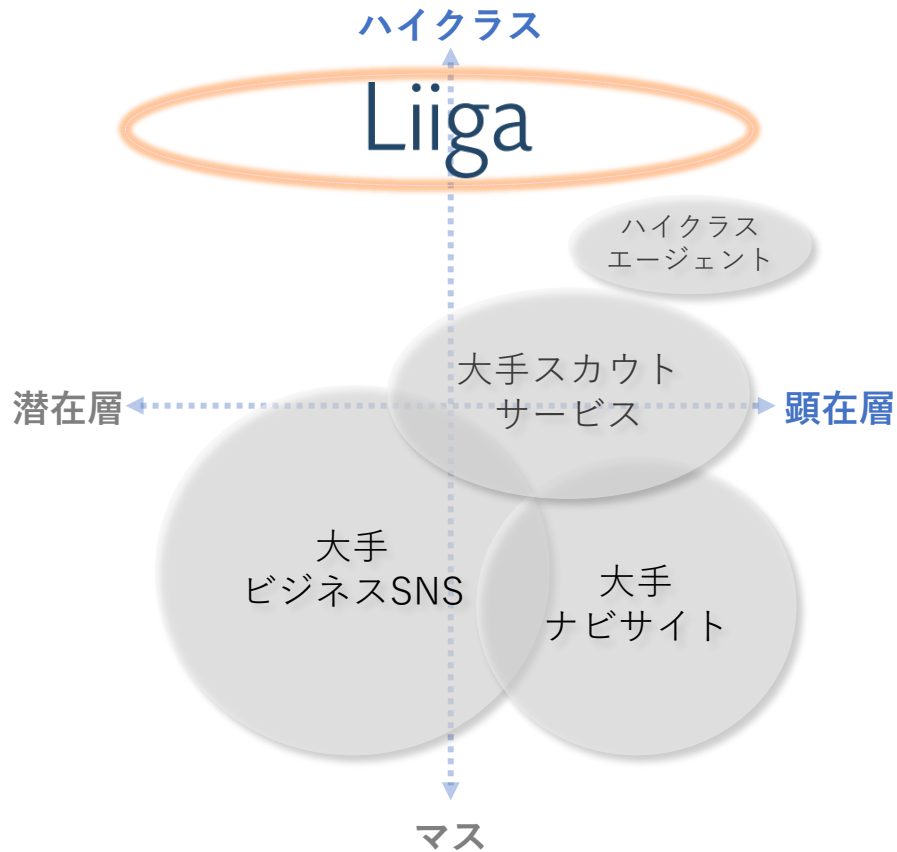 ハイクラス
Liiga
ハイクラス
エージェント
大手スカウト
サービス
潜在層
顕在層
大手
ビジネスSNS
大手
ナビサイト
マス